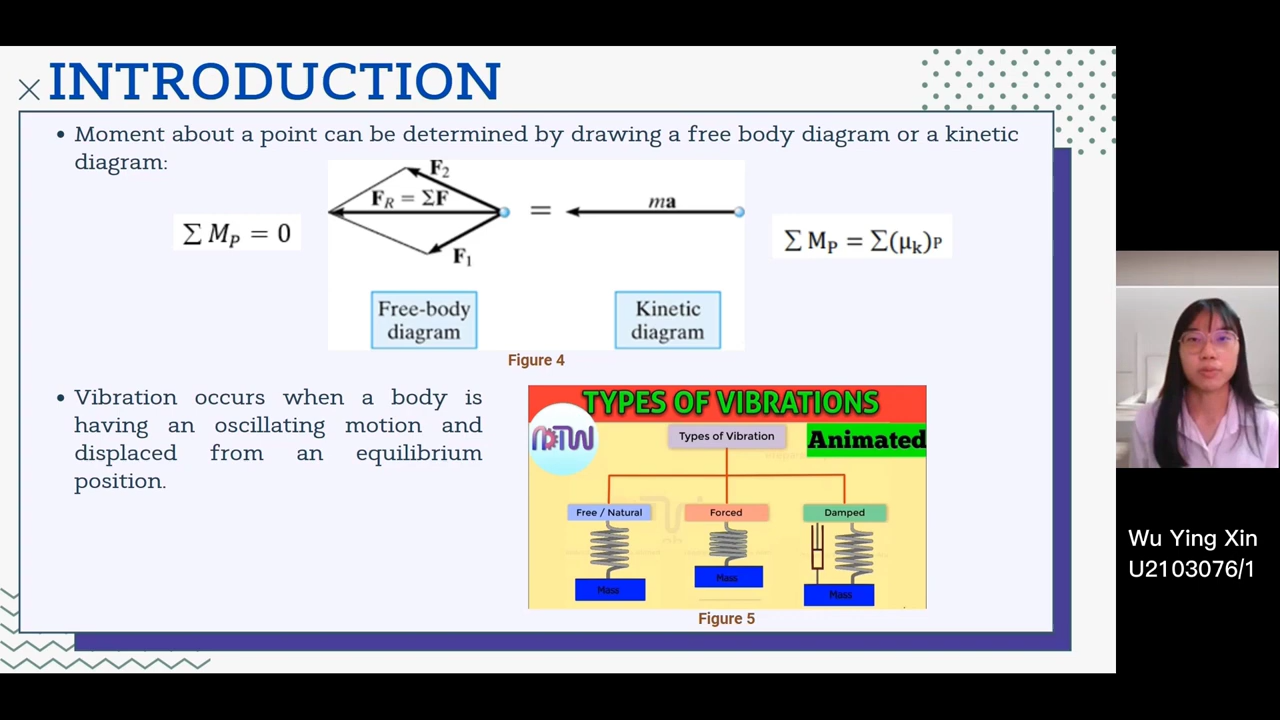 INTRODUCTION
• Moment about a point can be determined by drawing a free body diagram or a kinetic
diagram:
∑ M_P = 0
F₂
F_R = ΣF
F₁
=
ma
∑ M_P = Σ(μ_k)P
Free-body
diagram
Kinetic
diagram
Figure 4
• Vibration occurs when a body is
having an oscillating motion and
displaced from an equilibrium
position.
TYPES OF VIBRATIONS
Types of Vibration
Animated
Free / Natural
Forced
Damped
Mass
Mass
Mass
Figure 5
Wu Ying Xin
U2103076/1